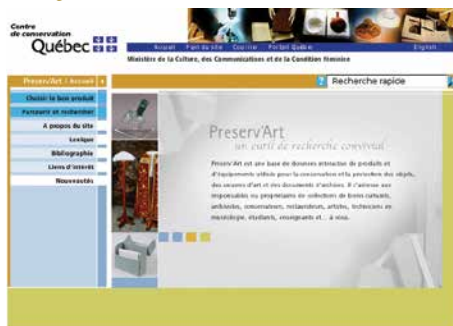 Centre
de conservation
Québec
Accueil Plan du site Courrier Portail Québec English
Ministère de la Culture, des Communications et de la Condition féminine
Preserv'Art | Accueil
Recherche rapide
Choisir le bon produit
Parcourir et rechercher
A propos du site
Lexique
Bibliographie
Liens d'intérêt
Nouveautés
Preserv'Art
un outil de recherche convivial
Preserv'Art est une base de données interactive de produits et
d'équipements utilisés pour la conservation et la protection des objets,
des oeuvres d'art et des documents d'archives. Il s'adresse aux
responsables ou propriétaires de collections de biens culturels,
archivistes, conservateurs, restaurateurs, artistes, techniciens en
muséologie, étudiants, enseignants et... à vous.